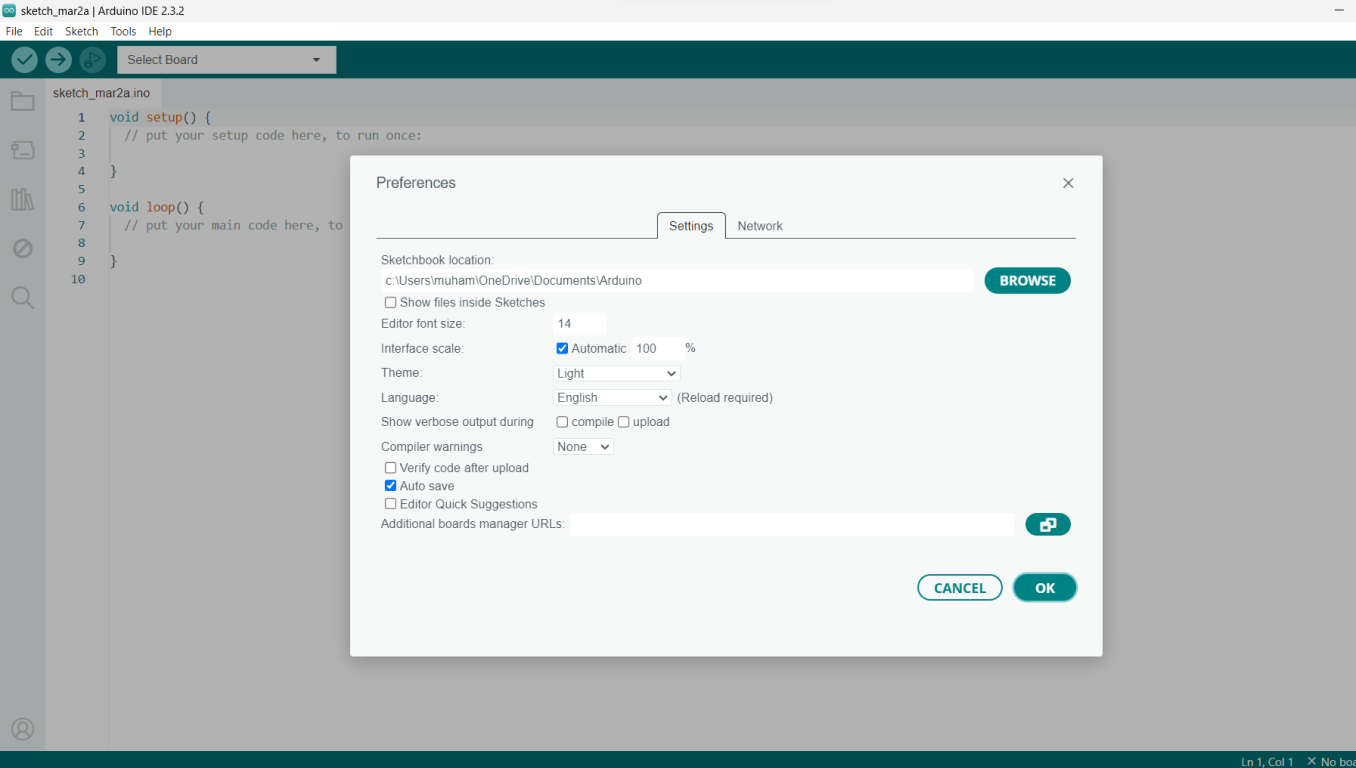 sketch_mar2a | Arduino IDE 2.3.2
File Edit Sketch Tools Help
Select Board
sketch_mar2a.ino
1 void setup() {
2 // put your setup code here, to run once:
3
4 }
5
6 void loop() {
7 // put your main code here, to
8
9 }
10
Preferences
Settings Network
Sketchbook location:
c:\Users\muham\OneDrive\Documents\Arduino BROWSE
Show files inside Sketches
Editor font size: 14
Interface scale: Automatic 100 %
Theme: Light
Language: English (Reload required)
Show verbose output during compile upload
Compiler warnings None
Verify code after upload
Auto save
Editor Quick Suggestions
Additional boards manager URLs:
CANCEL OK
Ln 1, Col 1 No boa